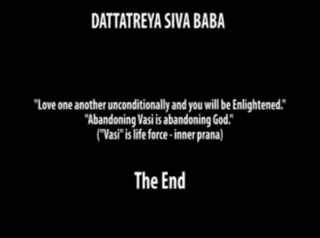 DATTATREYA SIVA BABA
"Love one another unconditionally and you will be Enlightened."
"Abandoning Vasi is abandoning God."
("Vasi" is life force - inner prana)
The End